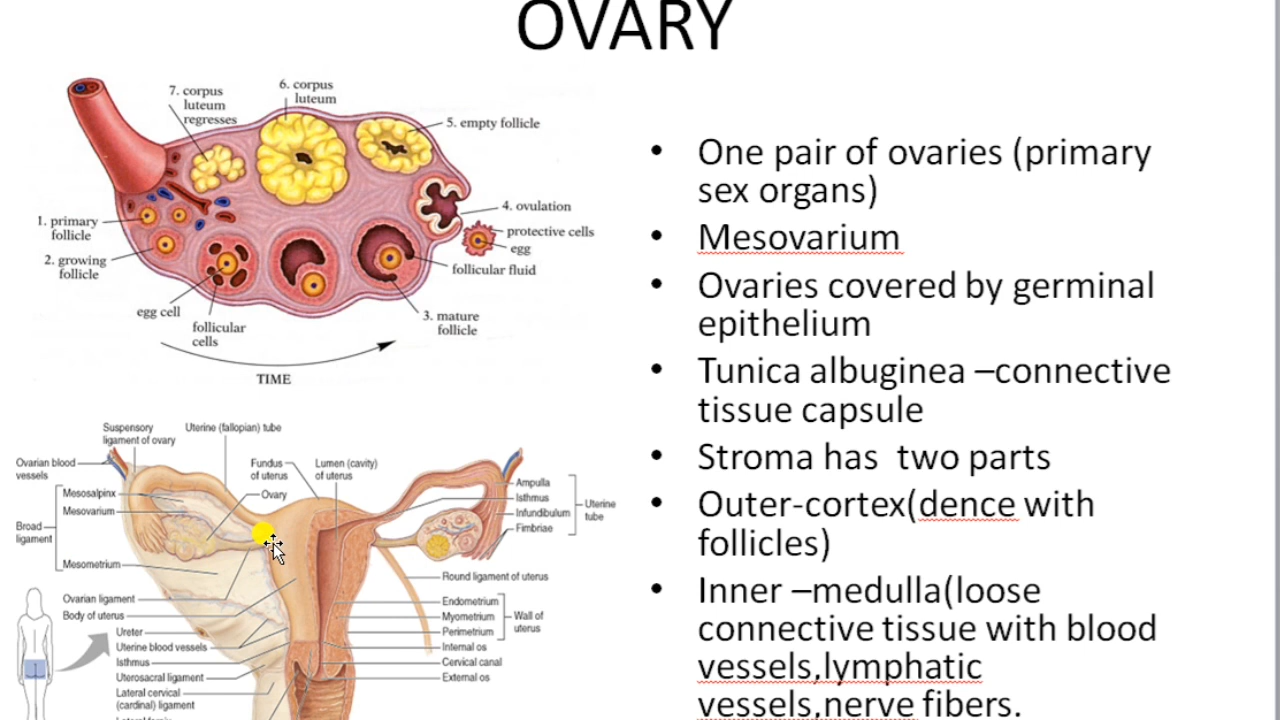 OVARY
7. corpus
luteum
regresses
6. corpus
luteum
5. empty follicle
4. ovulation
protective cells
egg
follicular fluid
3. mature
follicle
1. primary
follicle
2. growing
follicle
egg cell
follicular
cells
TIME
Suspensory
ligament of ovary
Uterine (fallopian) tube
Ovarian blood
vessels
Fundus
of uterus
Lumen (cavity)
of uterus
Mesosalpinx
Mesovarium
Ovary
Broad
ligament
Mesometrium
Ampulla
Isthmus
Infundibulum
Fimbriae
Uterine
tube
Ovarian ligament
Body of uterus
Ureter
Uterine blood vessels
Isthmus
Uterosacral ligament
Lateral cervical
(cardinal) ligament
Round ligament of uterus
Endometrium
Myometrium
Perimetrium
Wall of
uterus
Internal os
Cervical canal
External os
• One pair of ovaries (primary
sex organs)
• Mesovarium
• Ovaries covered by germinal
epithelium
• Tunica albuginea –connective
tissue capsule
• Stroma has  two parts
• Outer-cortex(dence with
follicles)
• Inner –medulla(loose
connective tissue with blood
vessels,lymphatic
vessels,nerve fibers.